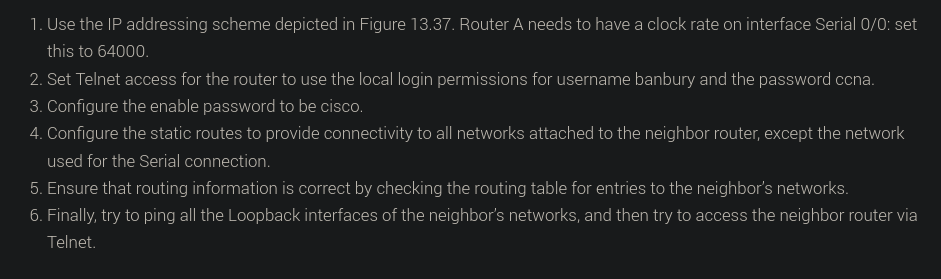 1. Use the IP addressing scheme depicted in Figure 13.37. Router A needs to have a clock rate on interface Serial 0/0: set
this to 64000.
2. Set Telnet access for the router to use the local login permissions for username banbury and the password ccna.
3. Configure the enable password to be cisco.
4. Configure the static routes to provide connectivity to all networks attached to the neighbor router, except the network
used for the Serial connection.
5. Ensure that routing information is correct by checking the routing table for entries to the neighbor's networks.
6. Finally, try to ping all the Loopback interfaces of the neighbor's networks, and then try to access the neighbor router via
Telnet.